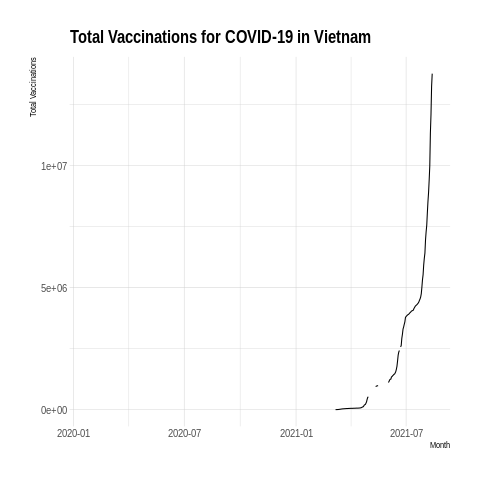 Total Vaccinations for COVID-19 in Vietnam
Total Vaccinations
1e+07
5e+06
0e+00
2020-01 2020-07 2021-01 2021-07
Month